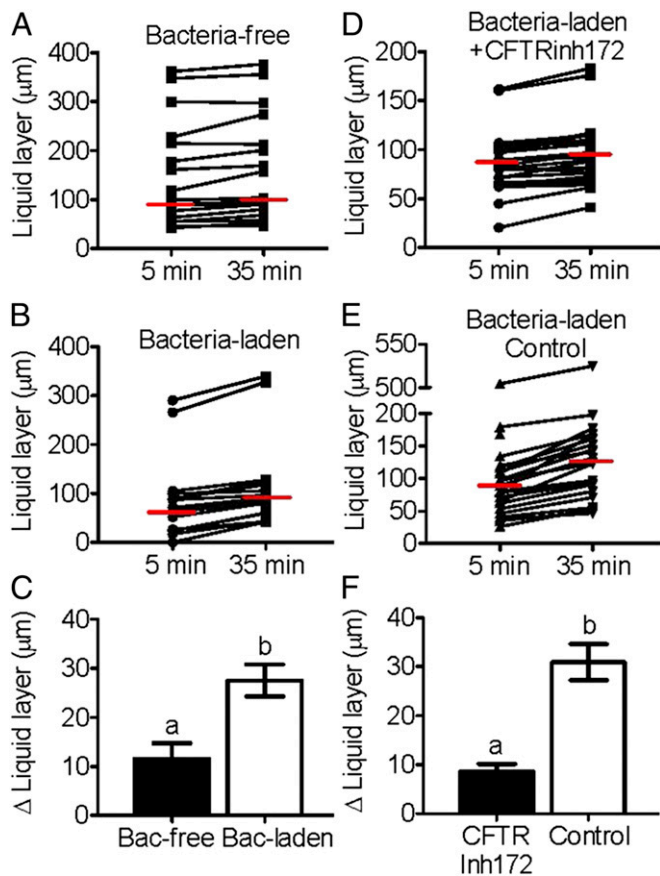 A
Bacteria-free
Liquid layer (μm)
400
300
200
100
0
5 min 35 min
B
Bacteria-laden
Liquid layer (μm)
400
300
200
100
0
5 min 35 min
C
Δ Liquid layer (μm)
40
30
20
10
0
a
b
Bac-free Bac-laden
D
Bacteria-laden
+CFTRinh172
Liquid layer (μm)
200
150
100
50
0
5 min 35 min
E
Bacteria-laden
Control
Liquid layer (μm)
550
500
200
150
100
50
0
5 min 35 min
F
Δ Liquid layer (μm)
40
30
20
10
0
a
b
CFTR Control
Inh172